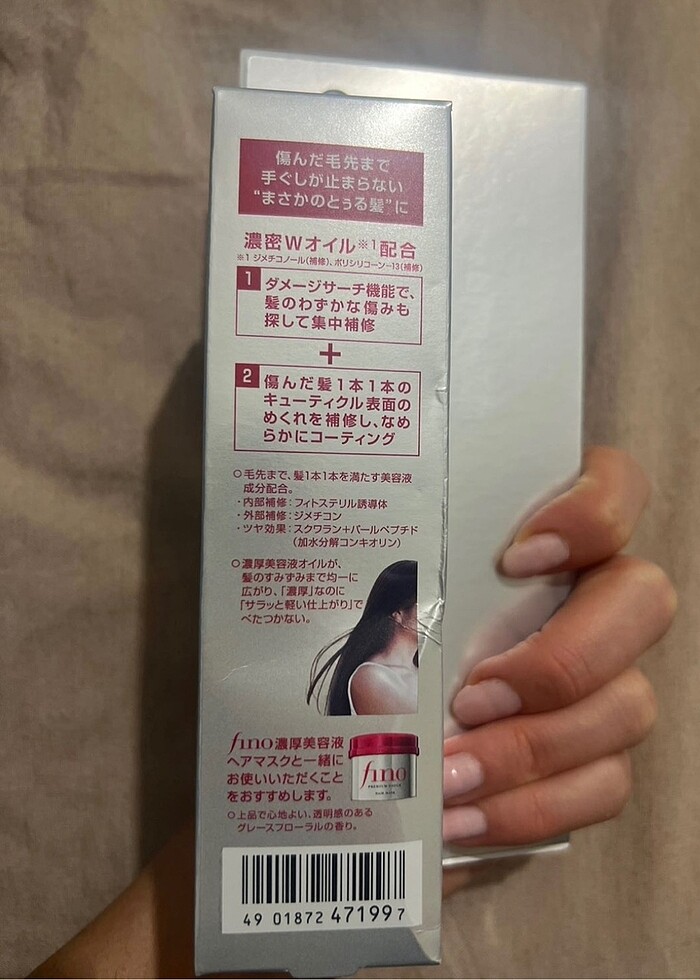 傷んだ毛先まで
手ぐしが止まらない
“まさかのとぅる髪”に
濃密Wオイル※1配合
※1 ジメチコノール(補修)、ポリシリコーン-13(補修)
1 ダメージサーチ機能で、
髪のわずかな傷みも
探して集中補修
+
2 傷んだ髪1本1本の
キューティクル表面の
めくれを補修し、なめ
らかにコーティング
○毛先まで、髪1本1本を満たす美容液
成分配合。
・内部補修：フィトステリル誘導体
・外部補修：ジメチコン
・ツヤ効果：スクワラン+パールペプチド
(加水分解コンキオリン)
○濃厚美容液オイルが、
髪のすみずみまで均一に
広がり、「濃厚」なのに
「サラッと軽い仕上がり」で
べたつかない。
fino濃厚美容液
ヘアマスクと一緒に
お使いいただくこと
をおすすめします。
fino
PREMIUM TOUCH
HAIR MASK
○上品で心地よい、透明感のある
グレースフローラルの香り。
49 01872 471997